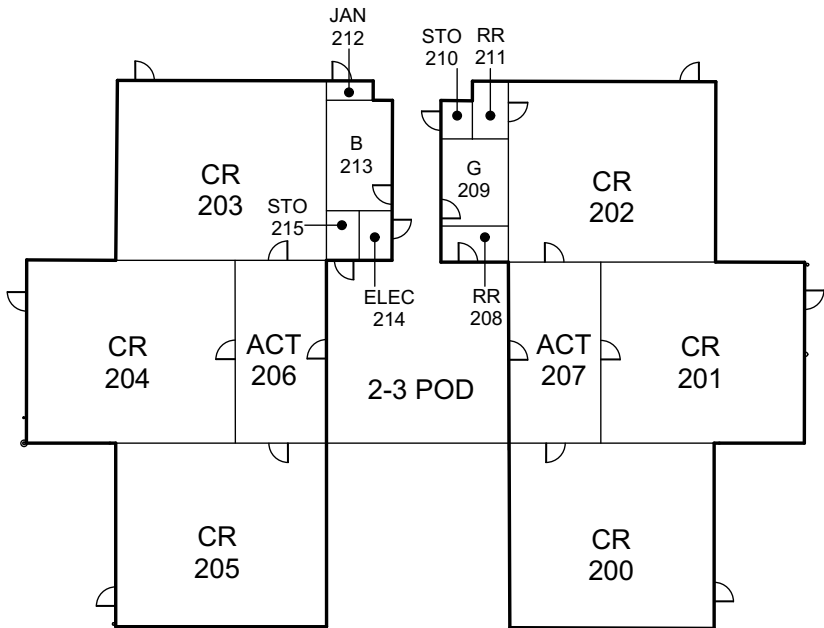 JAN
212
STO
210
RR
211
B
213
G
209
CR
203
CR
202
STO
215
ELEC
214
RR
208
CR
204
ACT
206
2-3 POD
ACT
207
CR
201
CR
205
CR
200